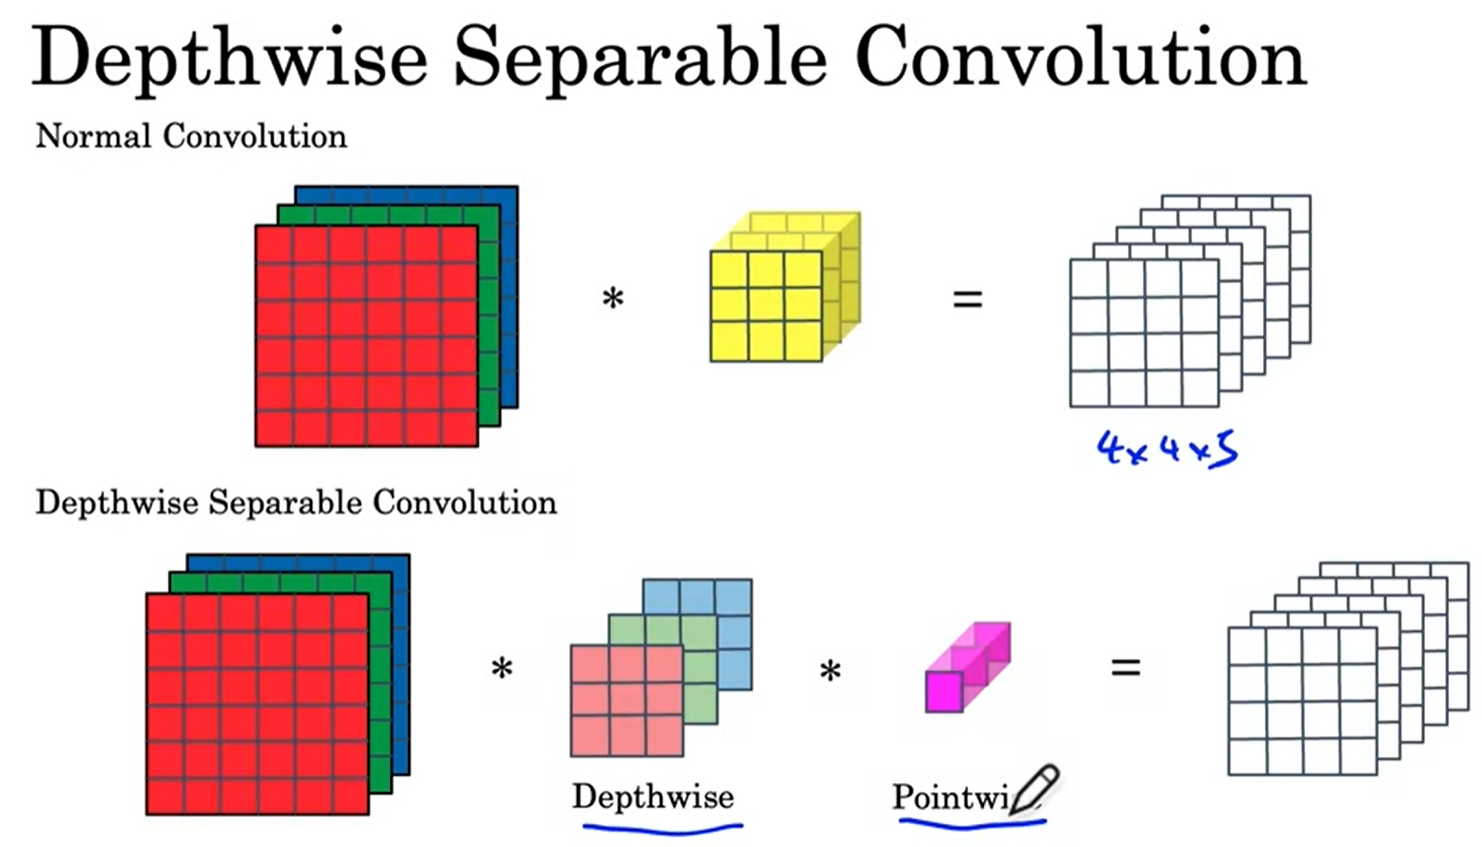 Depthwise Separable Convolution
Normal Convolution
*
=
4x4x5
Depthwise Separable Convolution
*
*
=
Depthwise
Pointwi